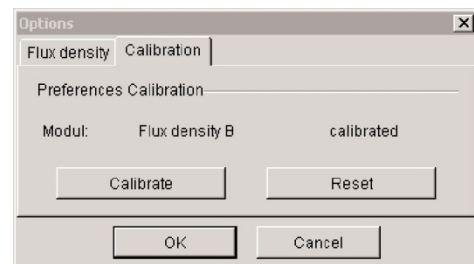 Options
Flux density Calibration
Preferences Calibration
Modul: Flux density B calibrated
Calibrate Reset
OK Cancel